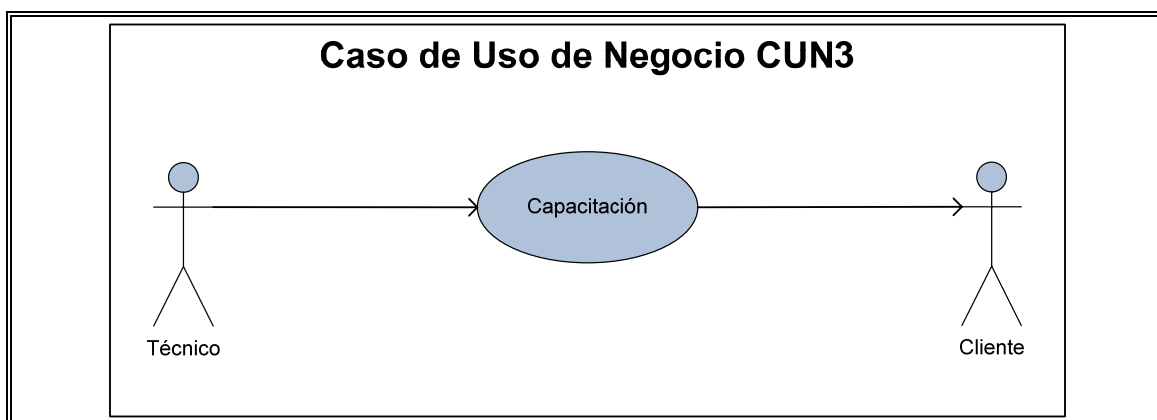 Caso de Uso de Negocio CUN3
Capacitación
Técnico
Cliente